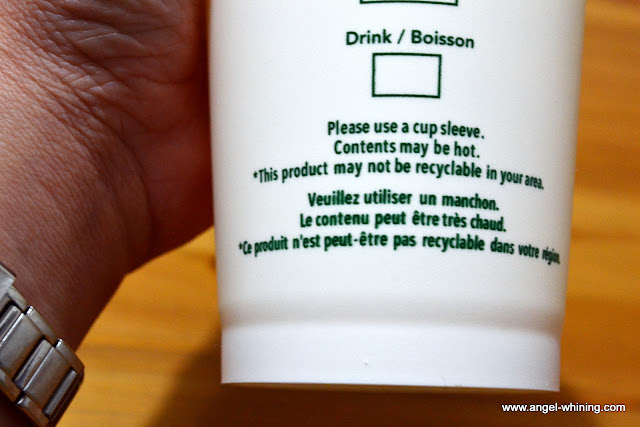 Drink / Boisson
Please use a cup sleeve.
Contents may be hot.
*This product may not be recyclable in your area.
Veuillez utiliser un manchon.
Le contenu peut être très chaud.
*Ce produit n'est peut-être pas recyclable dans votre région.
www.angel-whining.com